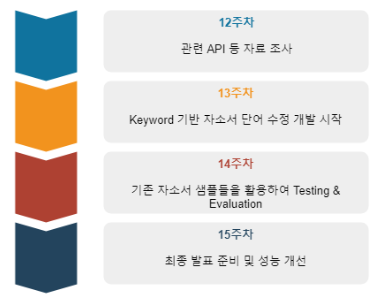 12주차
관련 API 등 자료 조사
13주차
Keyword 기반 자소서 단어 수정 개발 시작
14주차
기존 자소서 샘플들을 활용하여 Testing &
Evaluation
15주차
최종 발표 준비 및 성능 개선